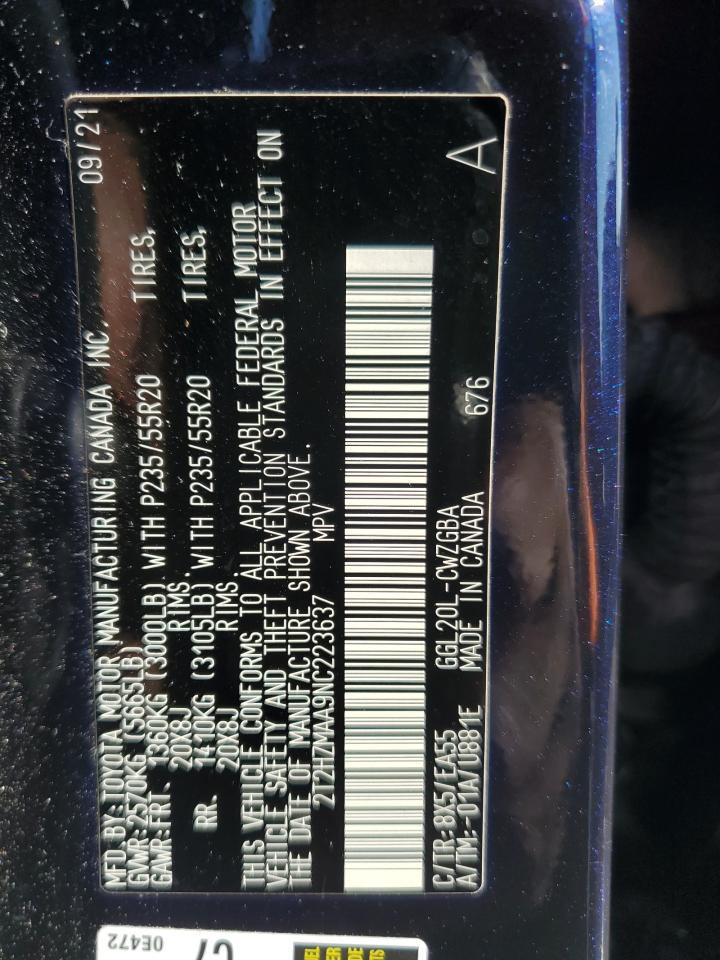 MFD.BY:TOYOTA MOTOR MANUFACTURING CANADA INC. 09/21
GVWR:2570KG (5665LB)
GAWR:FRT. 1360KG (3000LB) WITH P235/55R20 TIRES,
20X8J RIMS.
RR. 1410KG (3105LB) WITH P235/55R20 TIRES,
20X8J RIMS.
THIS VEHICLE CONFORMS TO ALL APPLICABLE FEDERAL MOTOR
VEHICLE SAFETY AND THEFT PREVENTION STANDARDS IN EFFECT ON
THE DATE OF MANUFACTURE SHOWN ABOVE.
2T2HZMAA9NC223637 MPV
C/TR:8X5/EA55 GGL20L-CWZGBA
A/TM:-01A/U881E MADE IN CANADA 676 A
0E472